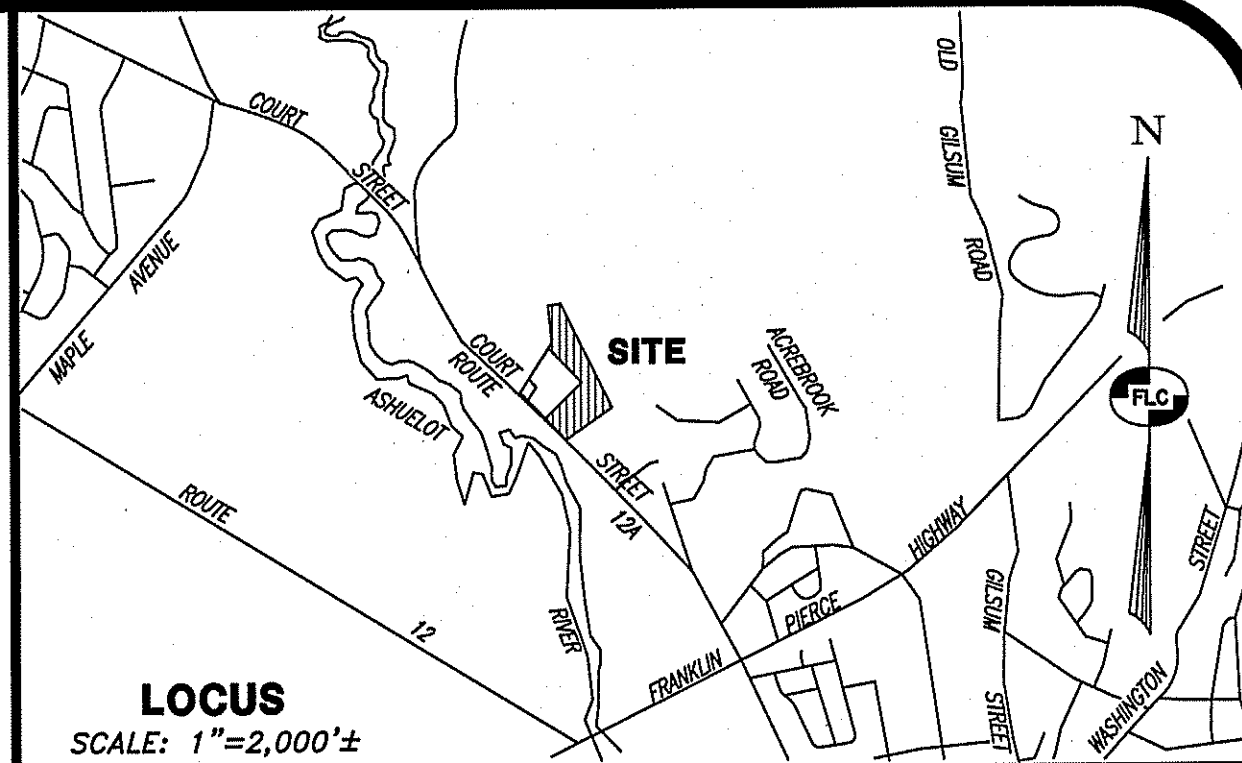 COURT
STREET
OLD
GILSUM
ROAD
N
MAPLE
AVENUE
COURT
ROUTE
SITE
ACREBROOK
ROAD
FLC
ASHUELOT
ROUTE
12
STREET
12A
HIGHWAY
STREET
RIVER
PIERCE
FRANKLIN
GILSUM
STREET
WASHINGTON
LOCUS
SCALE: 1"=2,000'±